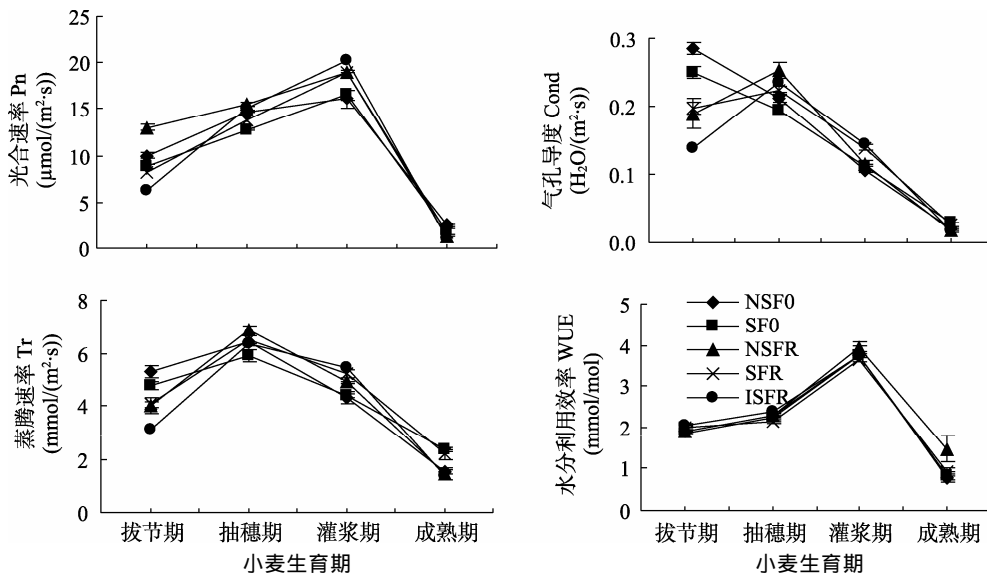 光合速率 Pn
(μmol/(m²·s))
25
20
15
10
5
0
气孔导度 Cond
(H₂O/(m²·s))
0.3
0.2
0.1
0.0
蒸腾速率 Tr
(mmol/(m²·s))
8
6
4
2
0
拔节期 抽穗期 灌浆期 成熟期
小麦生育期
水分利用效率 WUE
(mmol/mol)
5
4
3
2
1
0
NSF0
SF0
NSFR
SFR
ISFR
拔节期 抽穗期 灌浆期 成熟期
小麦生育期